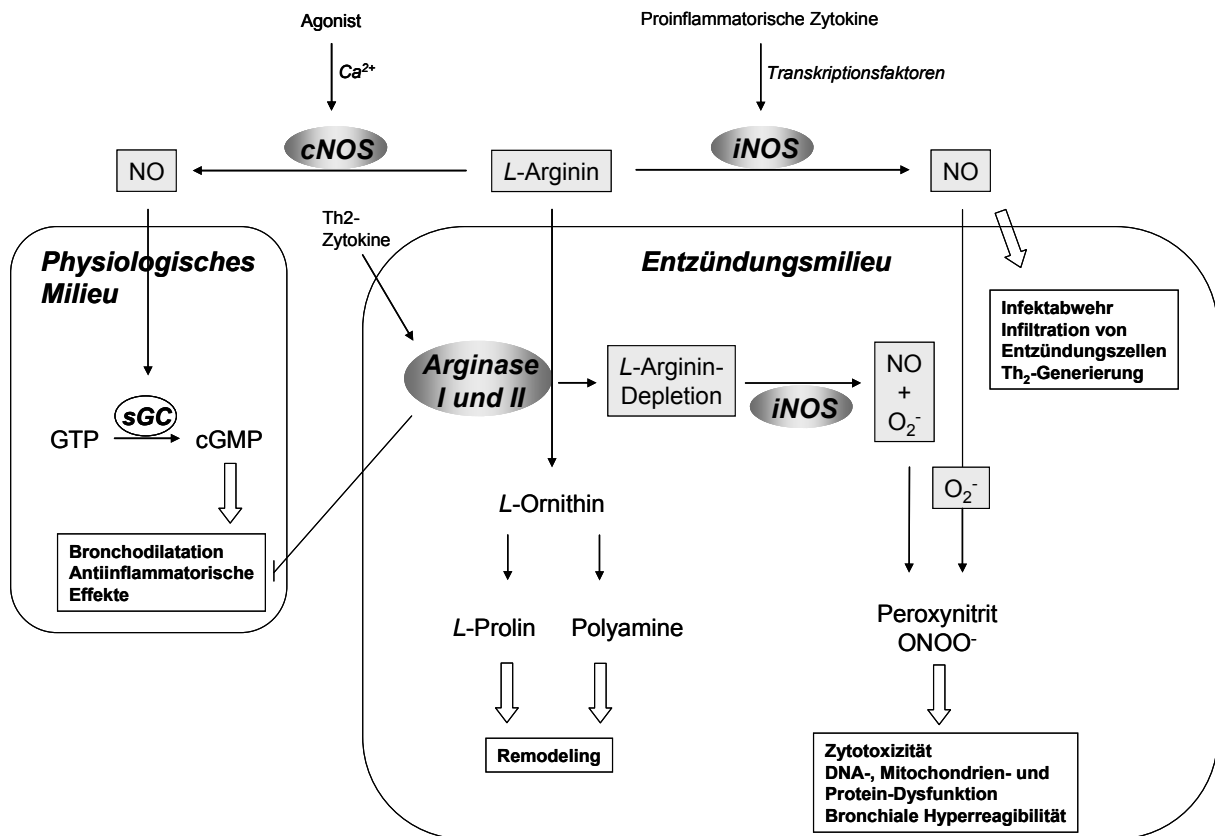 Agonist
Proinflammatorische Zytokine
Ca²⁺
Transkriptionsfaktoren
cNOS
iNOS
NO
L-Arginin
NO
Th2-
Zytokine
Physiologisches
Milieu
Entzündungsmilieu
Infektabwehr
Infiltration von
Entzündungszellen
Th₂-Generierung
Arginase
I und II
L-Arginin-
Depletion
iNOS
NO
+
O₂⁻
sGC
GTP
cGMP
O₂⁻
L-Ornithin
Bronchodilatation
Antiinflammatorische
Effekte
L-Prolin
Polyamine
Peroxynitrit
ONOO⁻
Remodeling
Zytotoxizität
DNA-, Mitochondrien- und
Protein-Dysfunktion
Bronchiale Hyperreagibilität